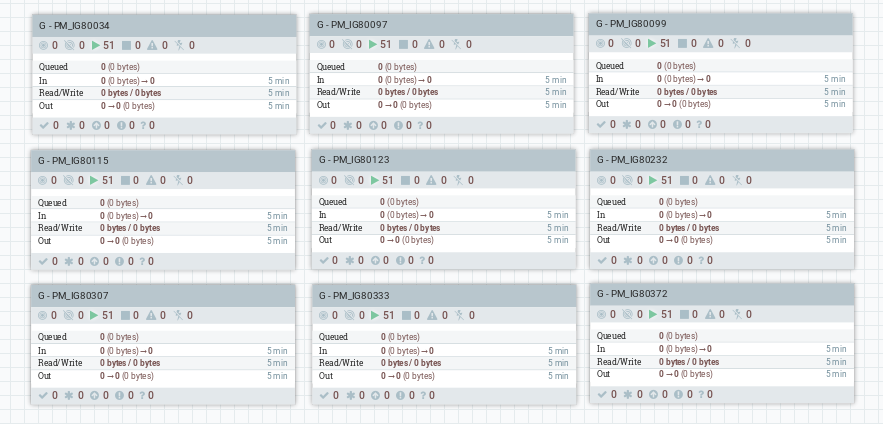 G - PM_IG80034
0 0 51 0 0 0
Queued 0 (0 bytes)
In 0 (0 bytes) → 0 5 min
Read/Write 0 bytes / 0 bytes 5 min
Out 0 → 0 (0 bytes) 5 min
0 0 0 0 ? 0
G - PM_IG80097
0 0 51 0 0 0
Queued 0 (0 bytes)
In 0 (0 bytes) → 0 5 min
Read/Write 0 bytes / 0 bytes 5 min
Out 0 → 0 (0 bytes) 5 min
0 0 0 0 ? 0
G - PM_IG80099
0 0 51 0 0 0
Queued 0 (0 bytes)
In 0 (0 bytes) → 0 5 min
Read/Write 0 bytes / 0 bytes 5 min
Out 0 → 0 (0 bytes) 5 min
0 0 0 0 ? 0
G - PM_IG80115
0 0 51 0 0 0
Queued 0 (0 bytes)
In 0 (0 bytes) → 0 5 min
Read/Write 0 bytes / 0 bytes 5 min
Out 0 → 0 (0 bytes) 5 min
0 0 0 0 ? 0
G - PM_IG80123
0 0 51 0 0 0
Queued 0 (0 bytes)
In 0 (0 bytes) → 0 5 min
Read/Write 0 bytes / 0 bytes 5 min
Out 0 → 0 (0 bytes) 5 min
0 0 0 0 ? 0
G - PM_IG80232
0 0 51 0 0 0
Queued 0 (0 bytes)
In 0 (0 bytes) → 0 5 min
Read/Write 0 bytes / 0 bytes 5 min
Out 0 → 0 (0 bytes) 5 min
0 0 0 0 ? 0
G - PM_IG80307
0 0 51 0 0 0
Queued 0 (0 bytes)
In 0 (0 bytes) → 0 5 min
Read/Write 0 bytes / 0 bytes 5 min
Out 0 → 0 (0 bytes) 5 min
0 0 0 0 ? 0
G - PM_IG80333
0 0 51 0 0 0
Queued 0 (0 bytes)
In 0 (0 bytes) → 0 5 min
Read/Write 0 bytes / 0 bytes 5 min
Out 0 → 0 (0 bytes) 5 min
0 0 0 0 ? 0
G - PM_IG80372
0 0 51 0 0 0
Queued 0 (0 bytes)
In 0 (0 bytes) → 0 5 min
Read/Write 0 bytes / 0 bytes 5 min
Out 0 → 0 (0 bytes) 5 min
0 0 0 0 ? 0